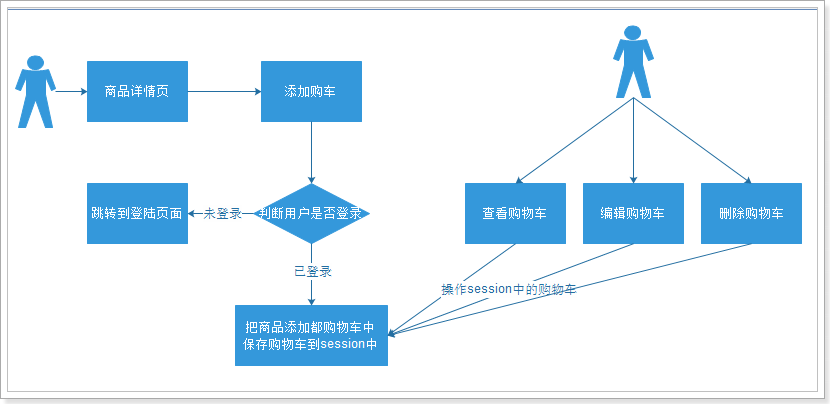 商品详情页
添加购车
跳转到登陆页面
未登录
判断用户是否登录
查看购物车
编辑购物车
删除购物车
已登录
操作session中的购物车
把商品添加都购物车中
保存购物车到session中